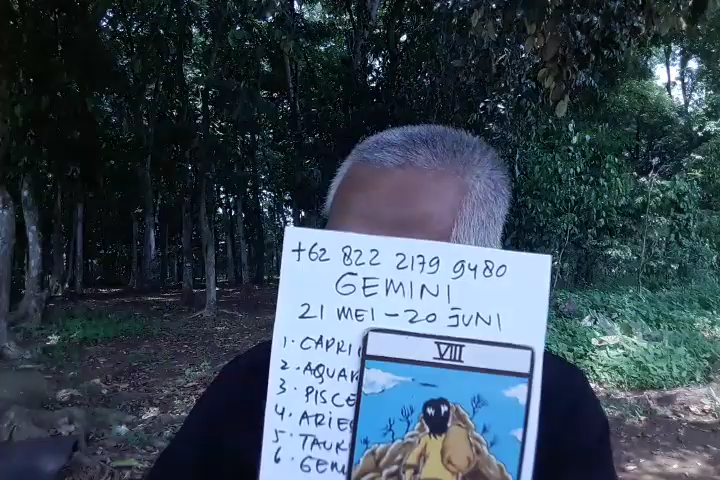 +62 822 2179 9480
GEMINI
21 MEI - 20 JUNI
1. CAPRI
2. AQUAR
3. PISCE
4. ARIE
5. TAUR
6. GEM
VIII